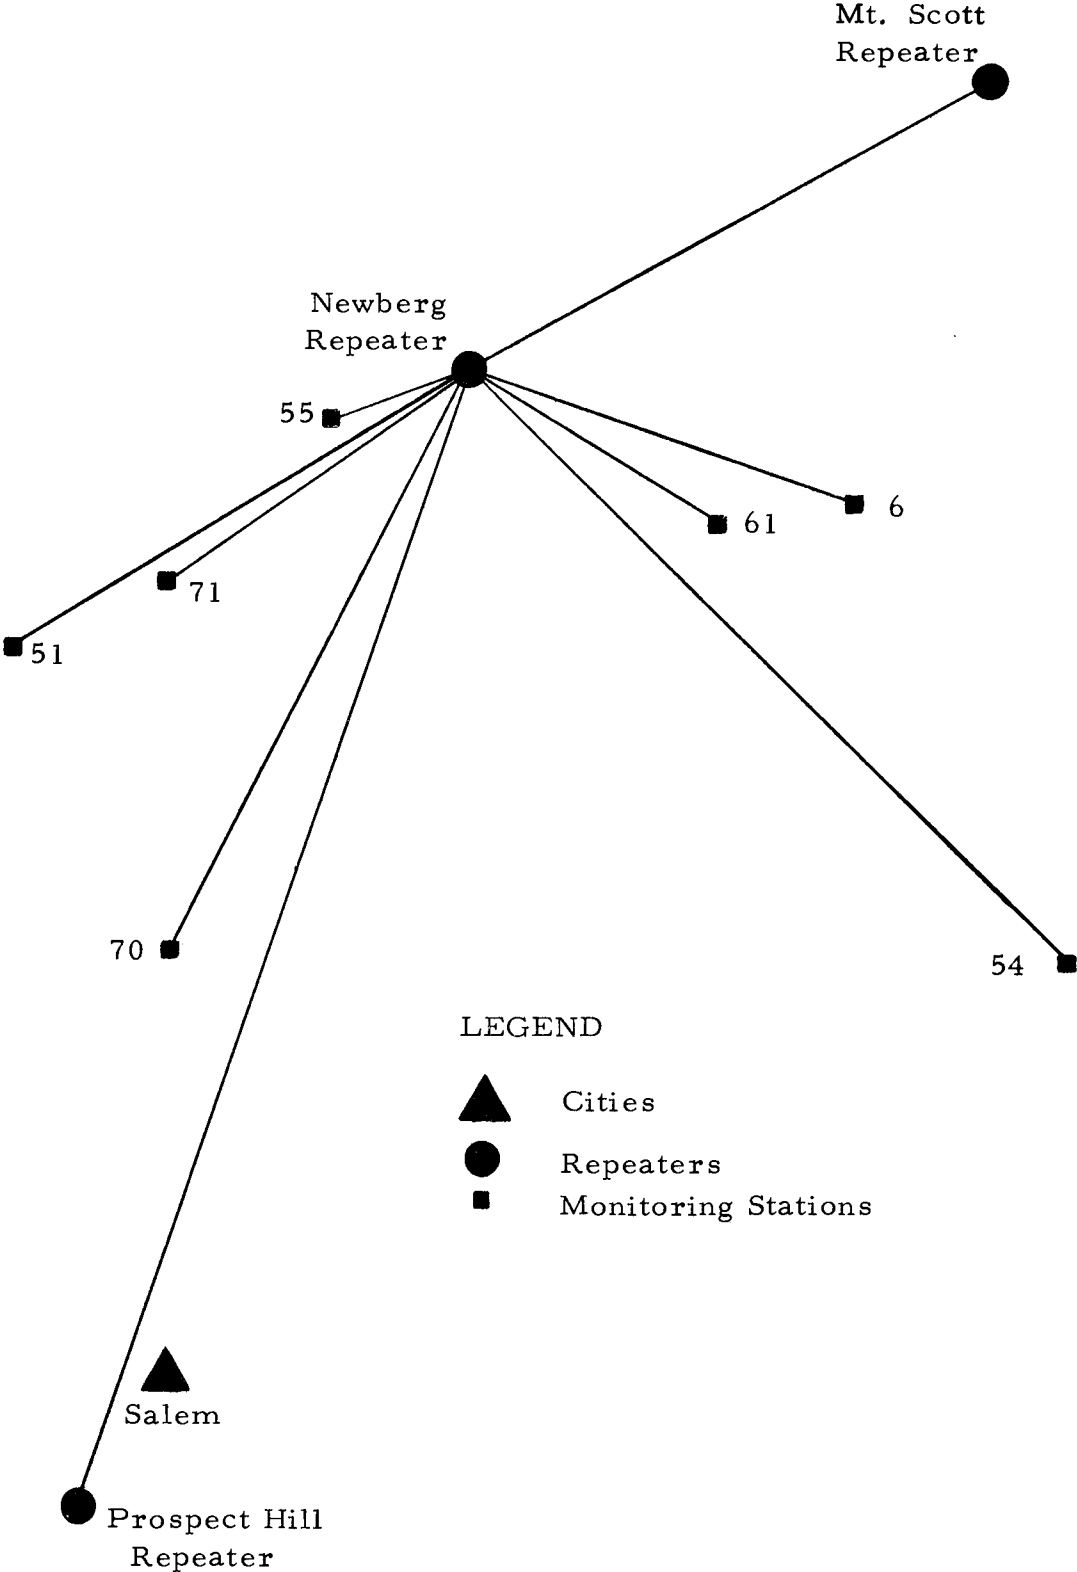 Mt. Scott
Repeater
Newberg
Repeater
55
6
61
71
51
70
54
LEGEND
Cities
Repeaters
Monitoring Stations
Salem
Prospect Hill
Repeater